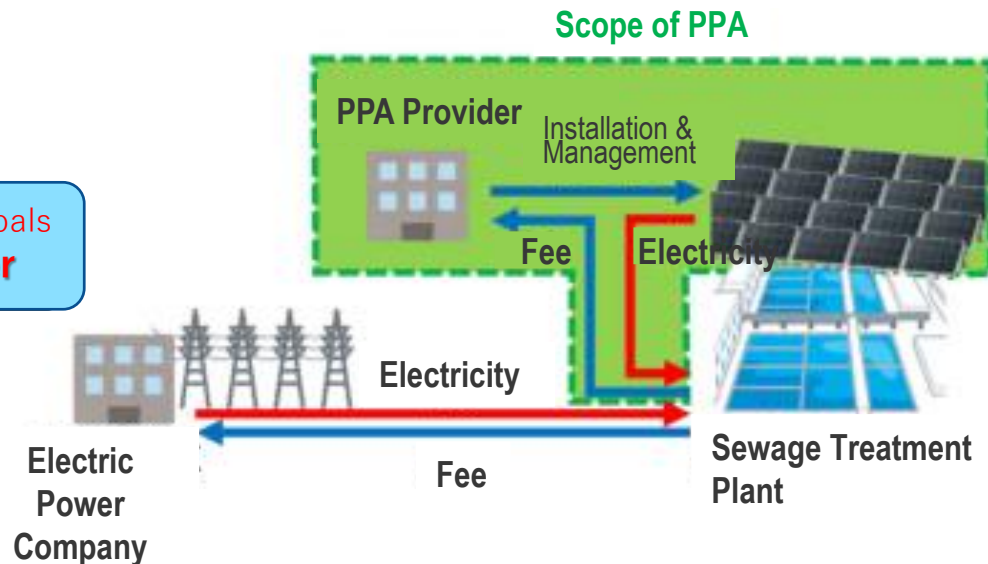 Scope of PPA
PPA Provider
Installation &
Management
Fee
Electricity
Electricity
Fee
Electric
Power
Company
Sewage Treatment
Plant